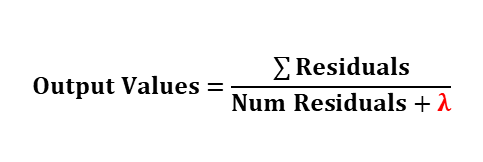 ∑ Residuals
Output Values =
Num Residuals + λ